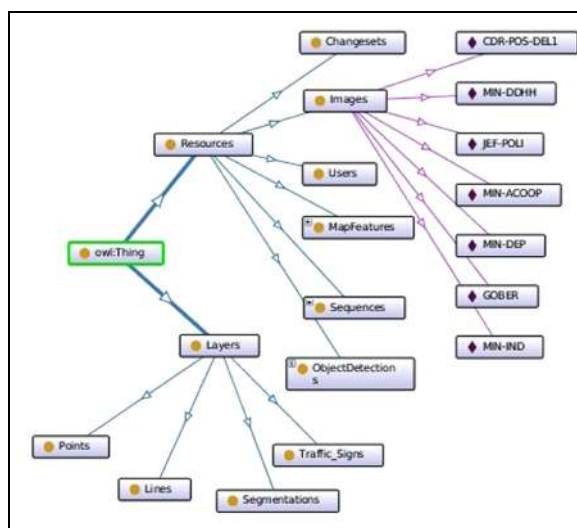 Changesets
CDR-POS-DEL1
Images
MIN-DDHH
Resources
JEF-POLI
Users
MIN-ACOOP
MapFeatures
owl:Thing
MIN-DEP
Sequences
GOBER
Layers
MIN-IND
ObjectDetection
s
Points
Traffic_Signs
Lines
Segmentations